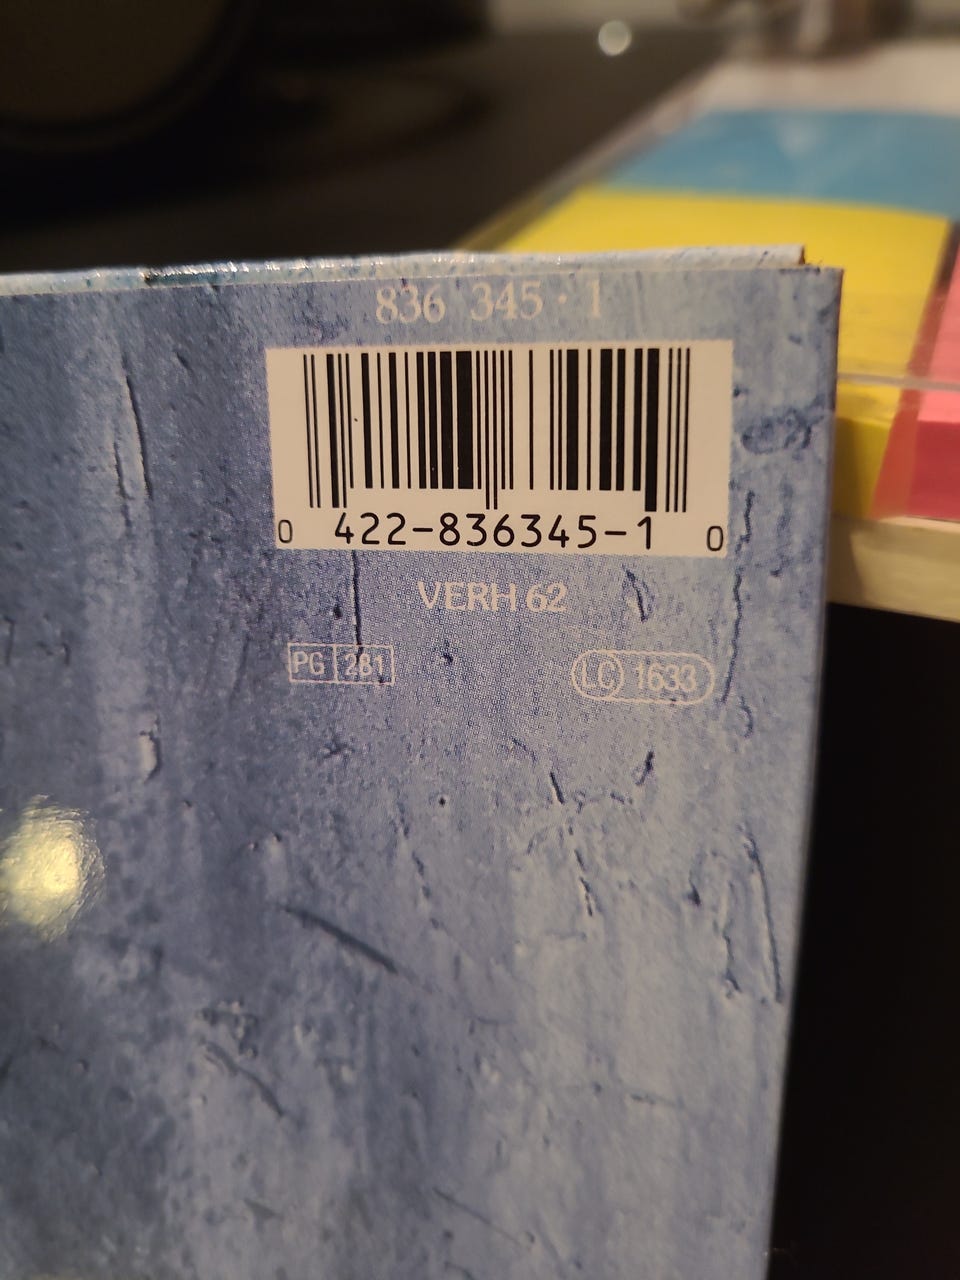 836 345 · 1
0 422-836345-1 0
VERH 62
PG 281
LC 1633